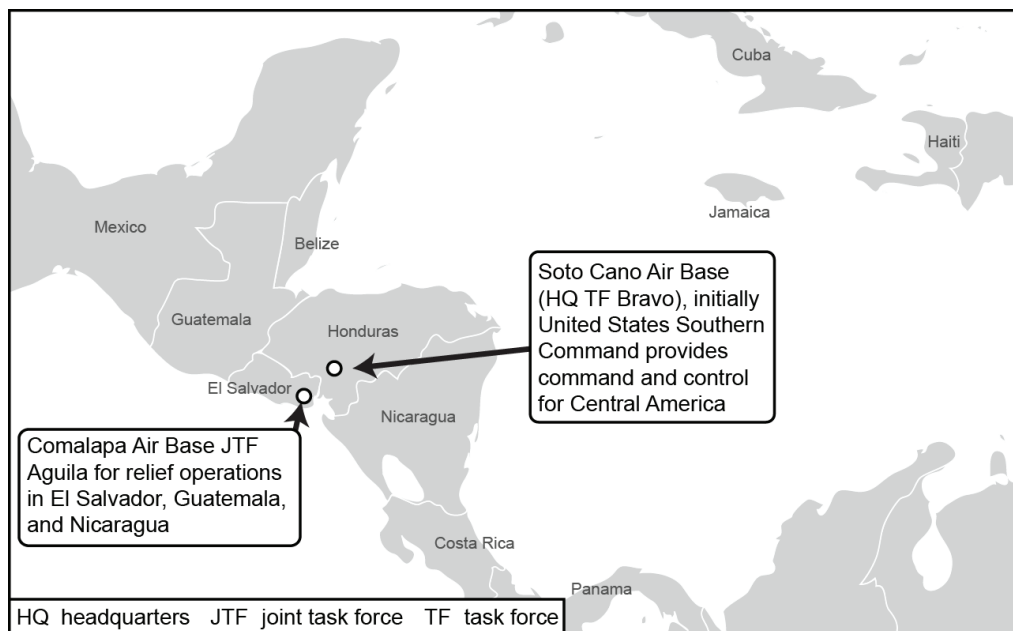 Cuba
Haiti
Mexico
Jamaica
Belize
Soto Cano Air Base
(HQ TF Bravo), initially
United States Southern
Command provides
command and control
for Central America
Guatemala
Honduras
El Salvador
Nicaragua
Comalapa Air Base JTF
Aguila for relief operations
in El Salvador, Guatemala,
and Nicaragua
Costa Rica
Panama
HQ headquarters JTF joint task force TF task force